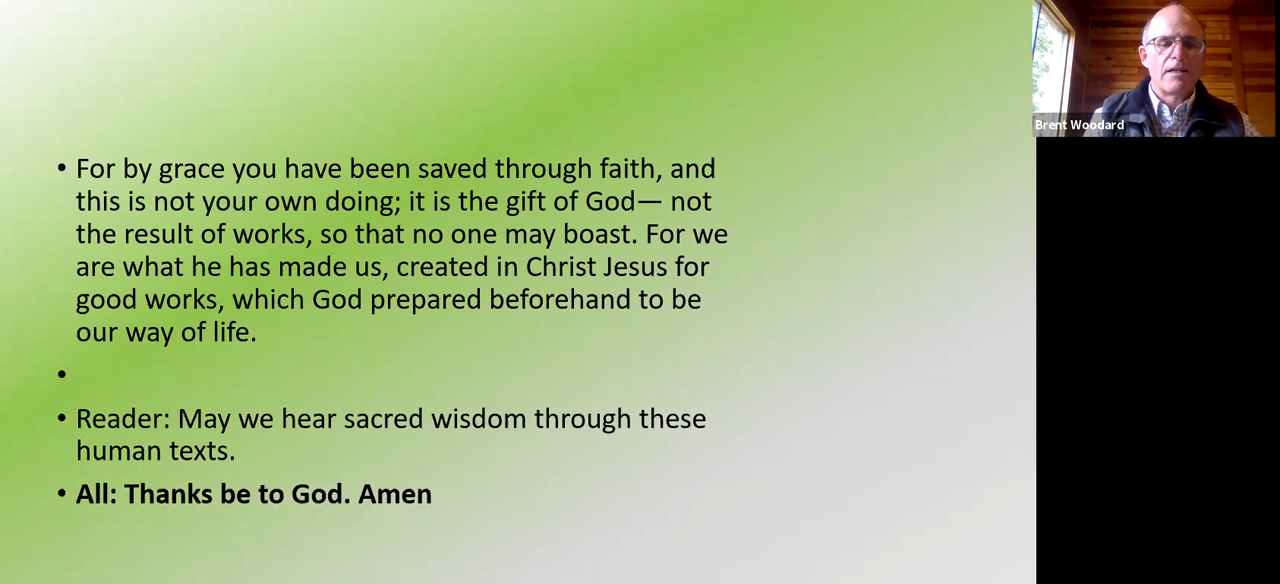 • For by grace you have been saved through faith, and
this is not your own doing; it is the gift of God— not
the result of works, so that no one may boast. For we
are what he has made us, created in Christ Jesus for
good works, which God prepared beforehand to be
our way of life.
•
• Reader: May we hear sacred wisdom through these
human texts.
• All: Thanks be to God. Amen
Brent Woodard